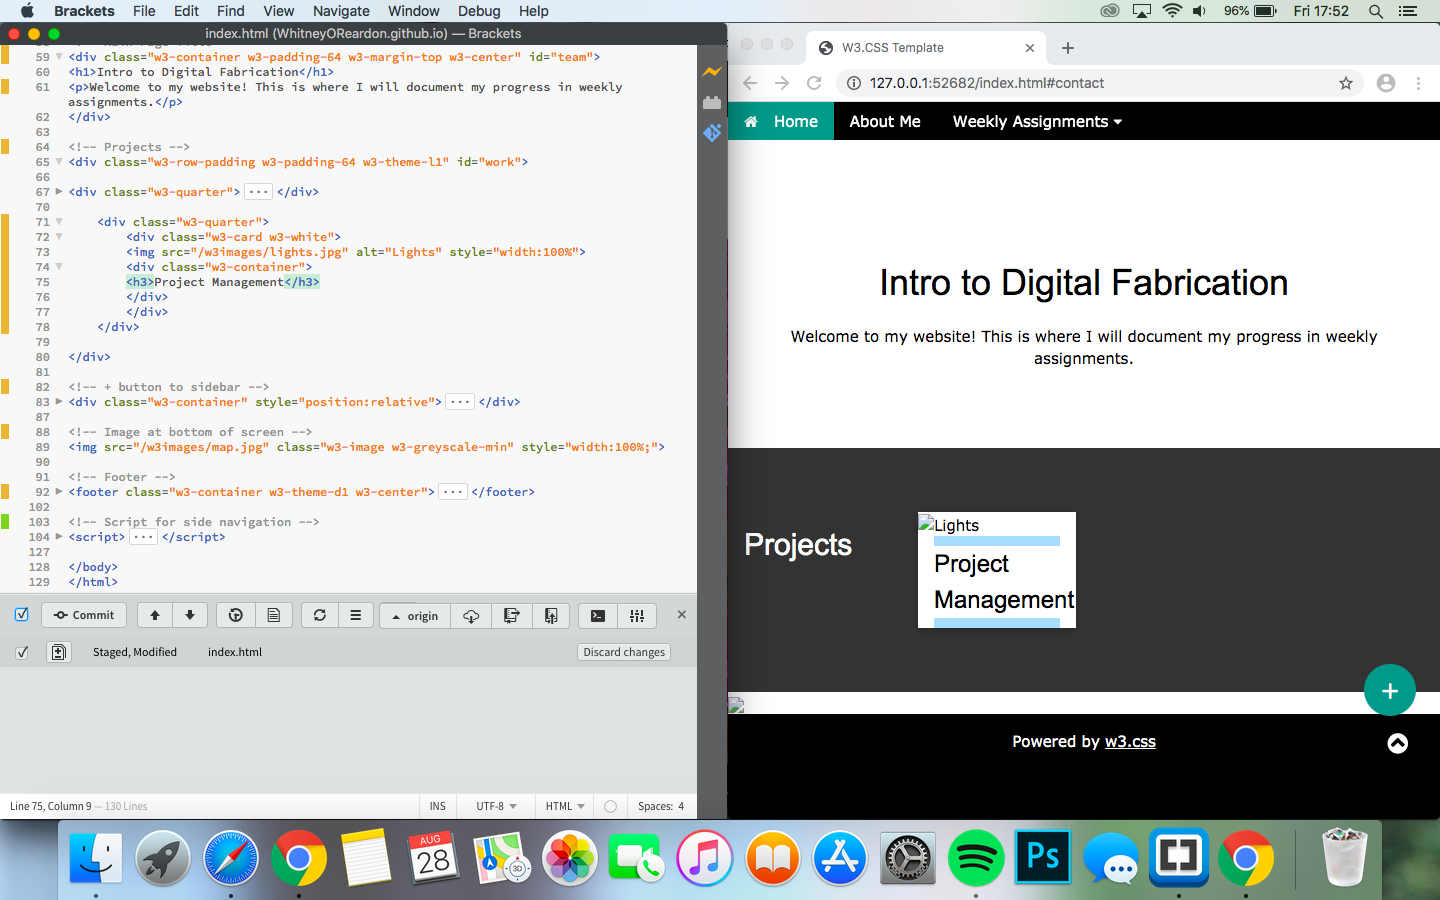 Brackets File Edit Find View Navigate Window Debug Help 96% Fri 17:52
index.html (WhitneyOReardon.github.io) — Brackets
59 <div class="w3-container w3-padding-64 w3-margin-top w3-center" id="team">
60 <h1>Intro to Digital Fabrication</h1>
61 <p>Welcome to my website! This is where I will document my progress in weekly
assignments.</p>
62 </div>
63
64 <!-- Projects -->
65 <div class="w3-row-padding w3-padding-64 w3-theme-l1" id="work">
66
67 <div class="w3-quarter"> ... </div>
70
71 <div class="w3-quarter">
72 <div class="w3-card w3-white">
73 <img src="/w3images/lights.jpg" alt="Lights" style="width:100%">
74 <div class="w3-container">
75 <h3>Project Management</h3>
76 </div>
77 </div>
78 </div>
79
80 </div>
81
82 <!-- + button to sidebar -->
83 <div class="w3-container" style="position:relative"> ... </div>
87
88 <!-- Image at bottom of screen -->
89 <img src="/w3images/map.jpg" class="w3-image w3-greyscale-min" style="width:100%;">
90
91 <!-- Footer -->
92 <footer class="w3-container w3-theme-d1 w3-center"> ... </footer>
102
103 <!-- Script for side navigation -->
104 <script> ... </script>
127
128 </body>
129 </html>
Commit origin
Staged, Modified index.html Discard changes
Line 75, Column 9 — 130 Lines INS UTF-8 HTML Spaces: 4
W3.CSS Template
127.0.0.1:52682/index.html#contact
Home About Me Weekly Assignments
Intro to Digital Fabrication
Welcome to my website! This is where I will document my progress in weekly
assignments.
Projects
Lights
Project
Management
+
Powered by w3.css
AUG
28
3D
Ps